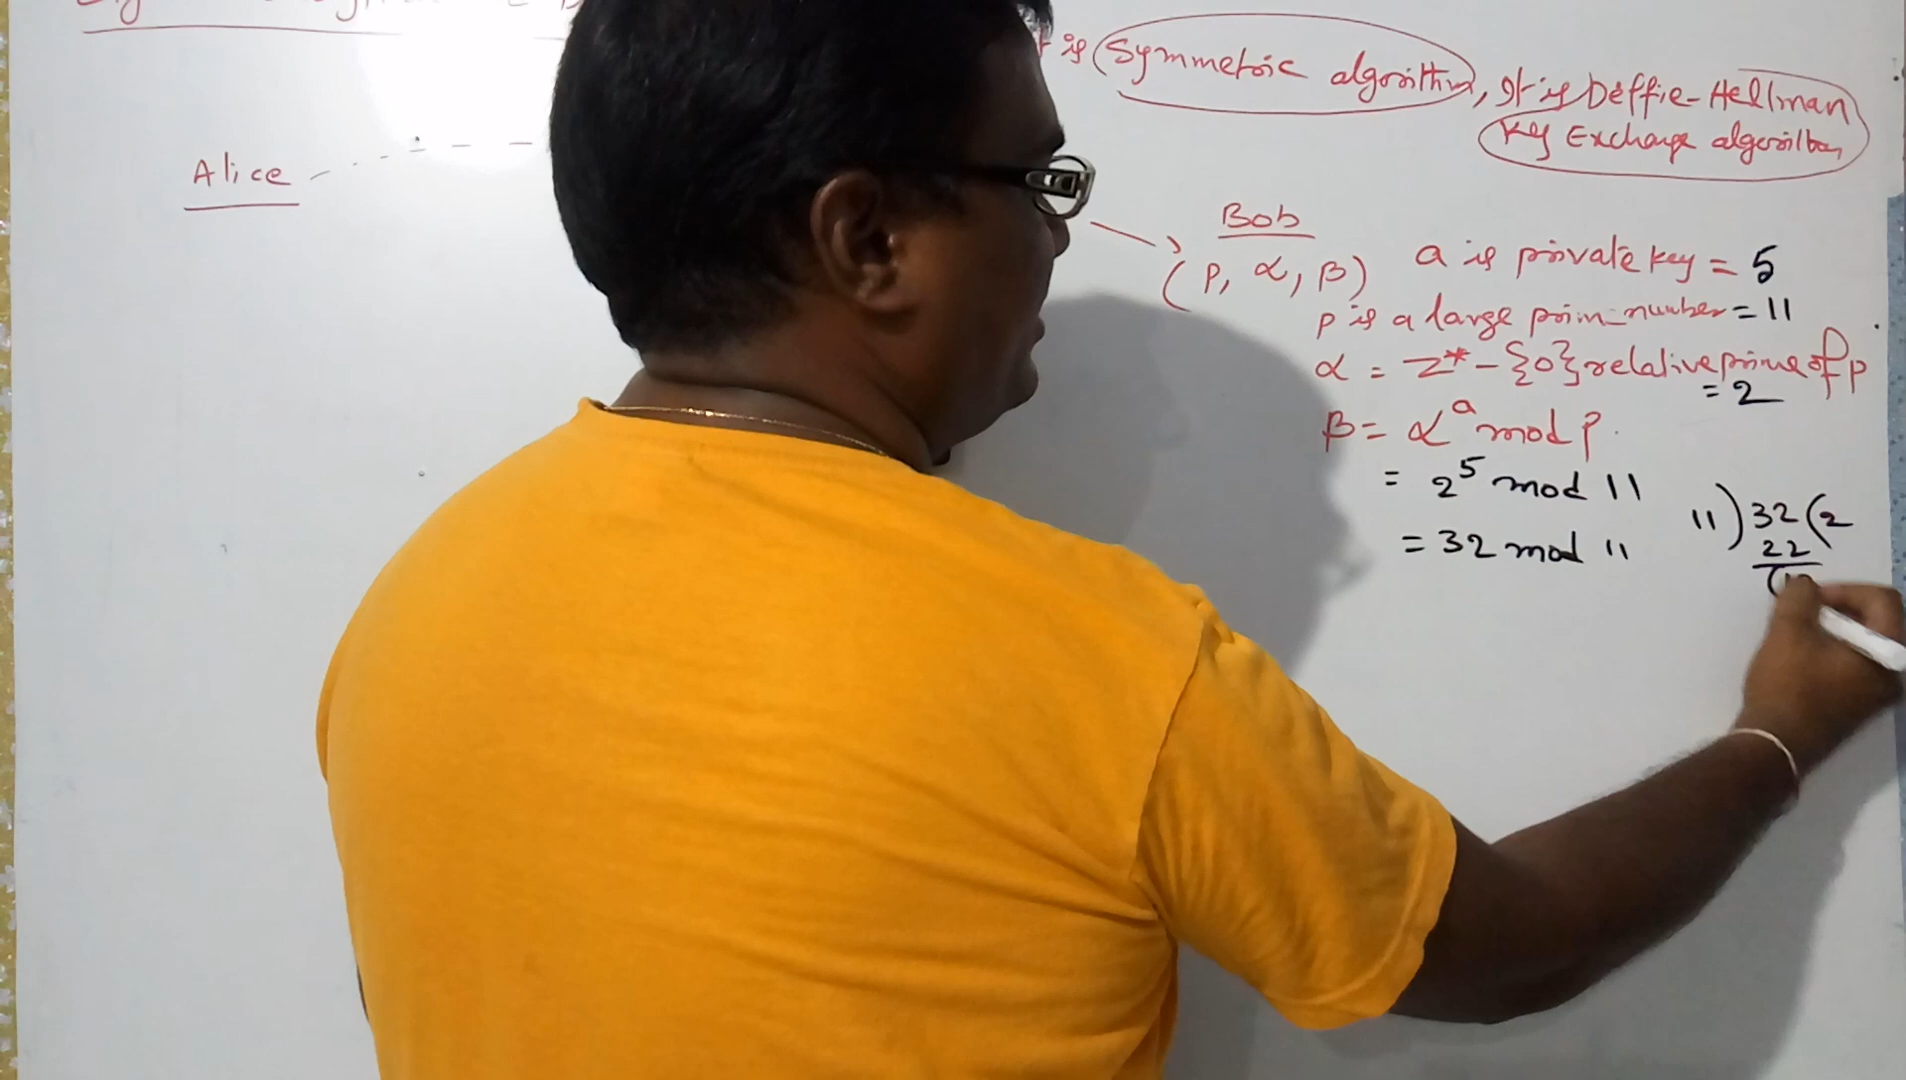 is Symmetric algorithm, It is Deffie-Hellman
Key Exchange algorithm
Alice
Bob
(P, α, β)
a is private key = 5
P is a large prim number = 11
α = Z* - {0} relative prime of P
= 2
β = α^a mod P.
= 2^5 mod 11
= 32 mod 11
11)32(2
22